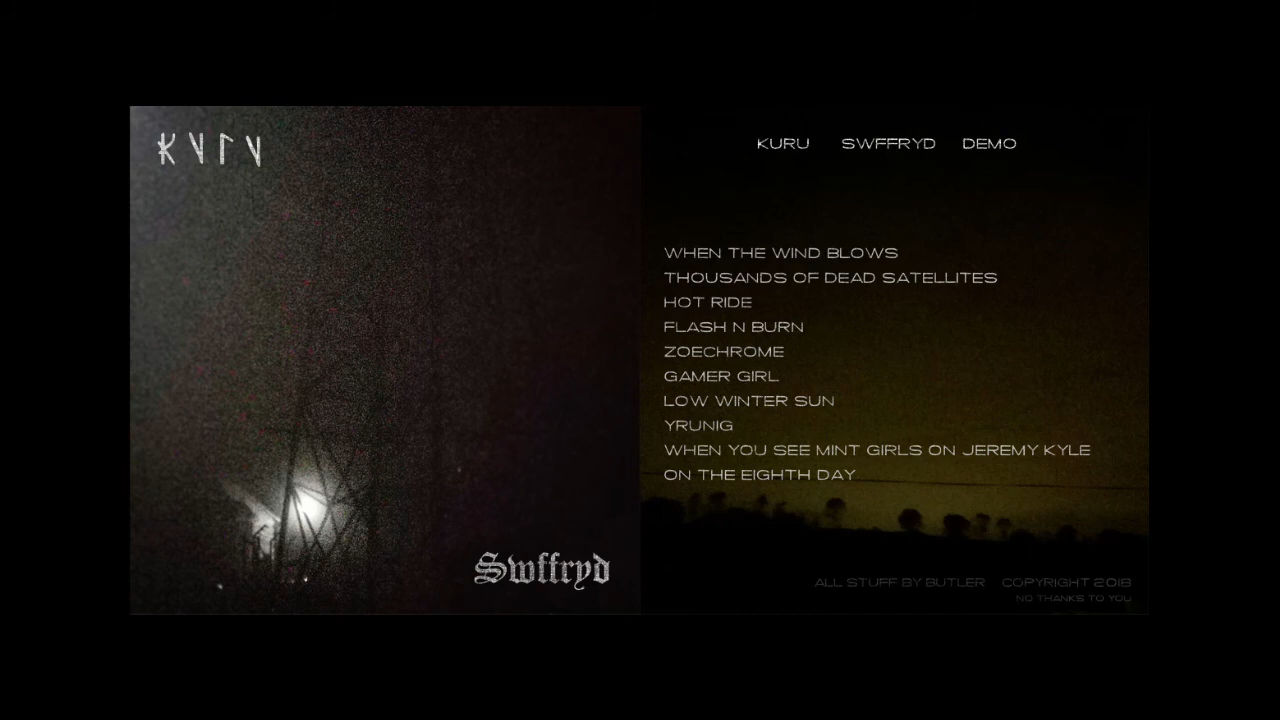 KURU
Swffryd
KURU SWFFRYD DEMO
WHEN THE WIND BLOWS
THOUSANDS OF DEAD SATELLITES
HOT RIDE
FLASH N BURN
ZOECHROME
GAMER GIRL
LOW WINTER SUN
YRUNIG
WHEN YOU SEE MINT GIRLS ON JEREMY KYLE
ON THE EIGHTH DAY
ALL STUFF BY BUTLER COPYRIGHT 2018
NO THANKS TO YOU